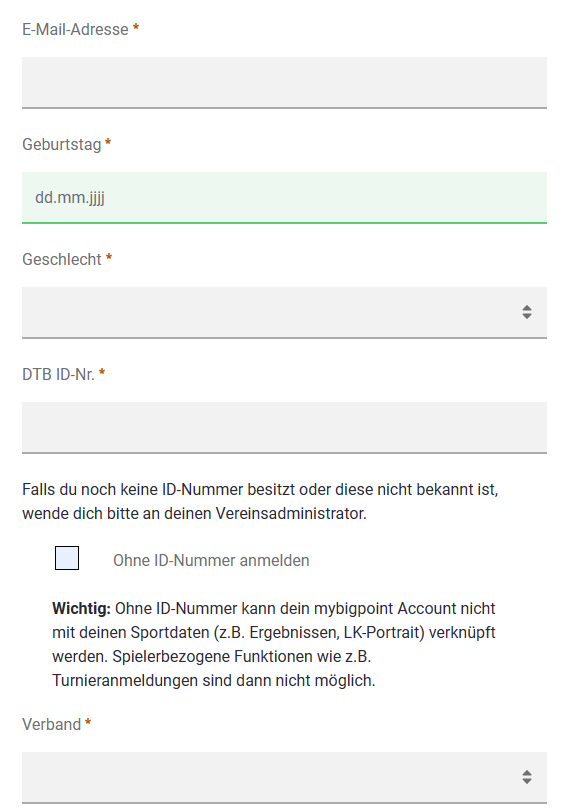 E-Mail-Adresse *
Geburtstag *
dd.mm.jjjj
Geschlecht *
DTB ID-Nr. *
Falls du noch keine ID-Nummer besitzt oder diese nicht bekannt ist,
wende dich bitte an deinen Vereinsadministrator.
Ohne ID-Nummer anmelden
Wichtig: Ohne ID-Nummer kann dein mybigpoint Account nicht
mit deinen Sportdaten (z.B. Ergebnissen, LK-Portrait) verknüpft
werden. Spielerbezogene Funktionen wie z.B.
Turnieranmeldungen sind dann nicht möglich.
Verband *